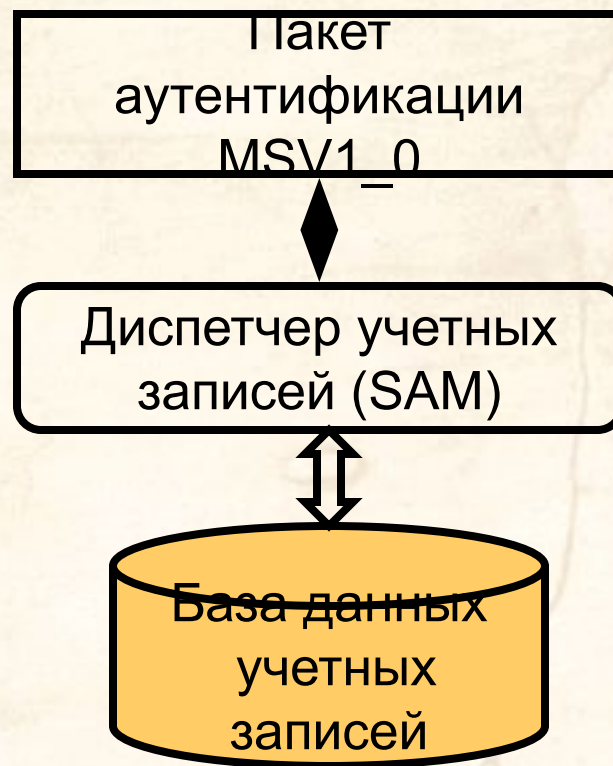 Пакет
аутентификации
MSV1_0
Диспетчер учетных
записей (SAM)
База данных
учетных
записей